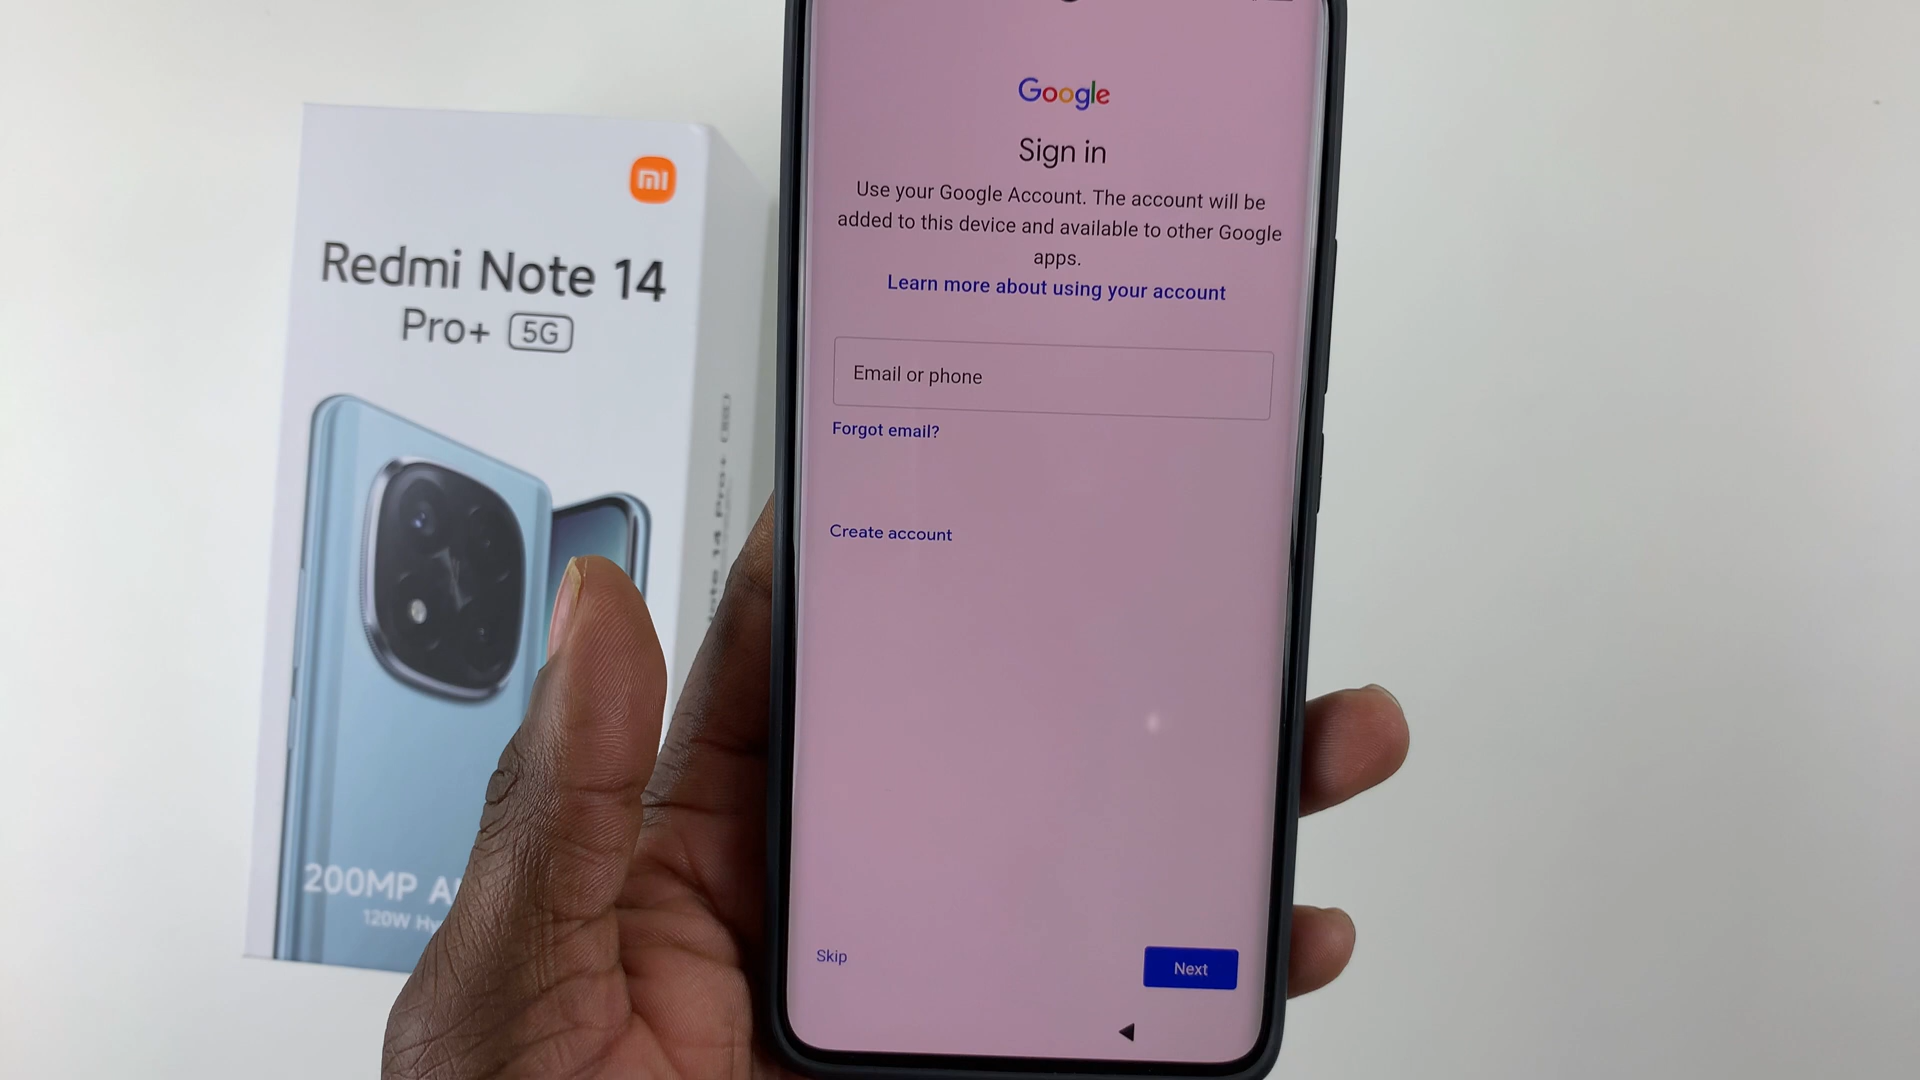 Redmi Note 14
Pro+ 5G
200MP
120W
Google
Sign in
Use your Google Account. The account will be
added to this device and available to other Google
apps.
Learn more about using your account
Email or phone
Forgot email?
Create account
Skip
Next